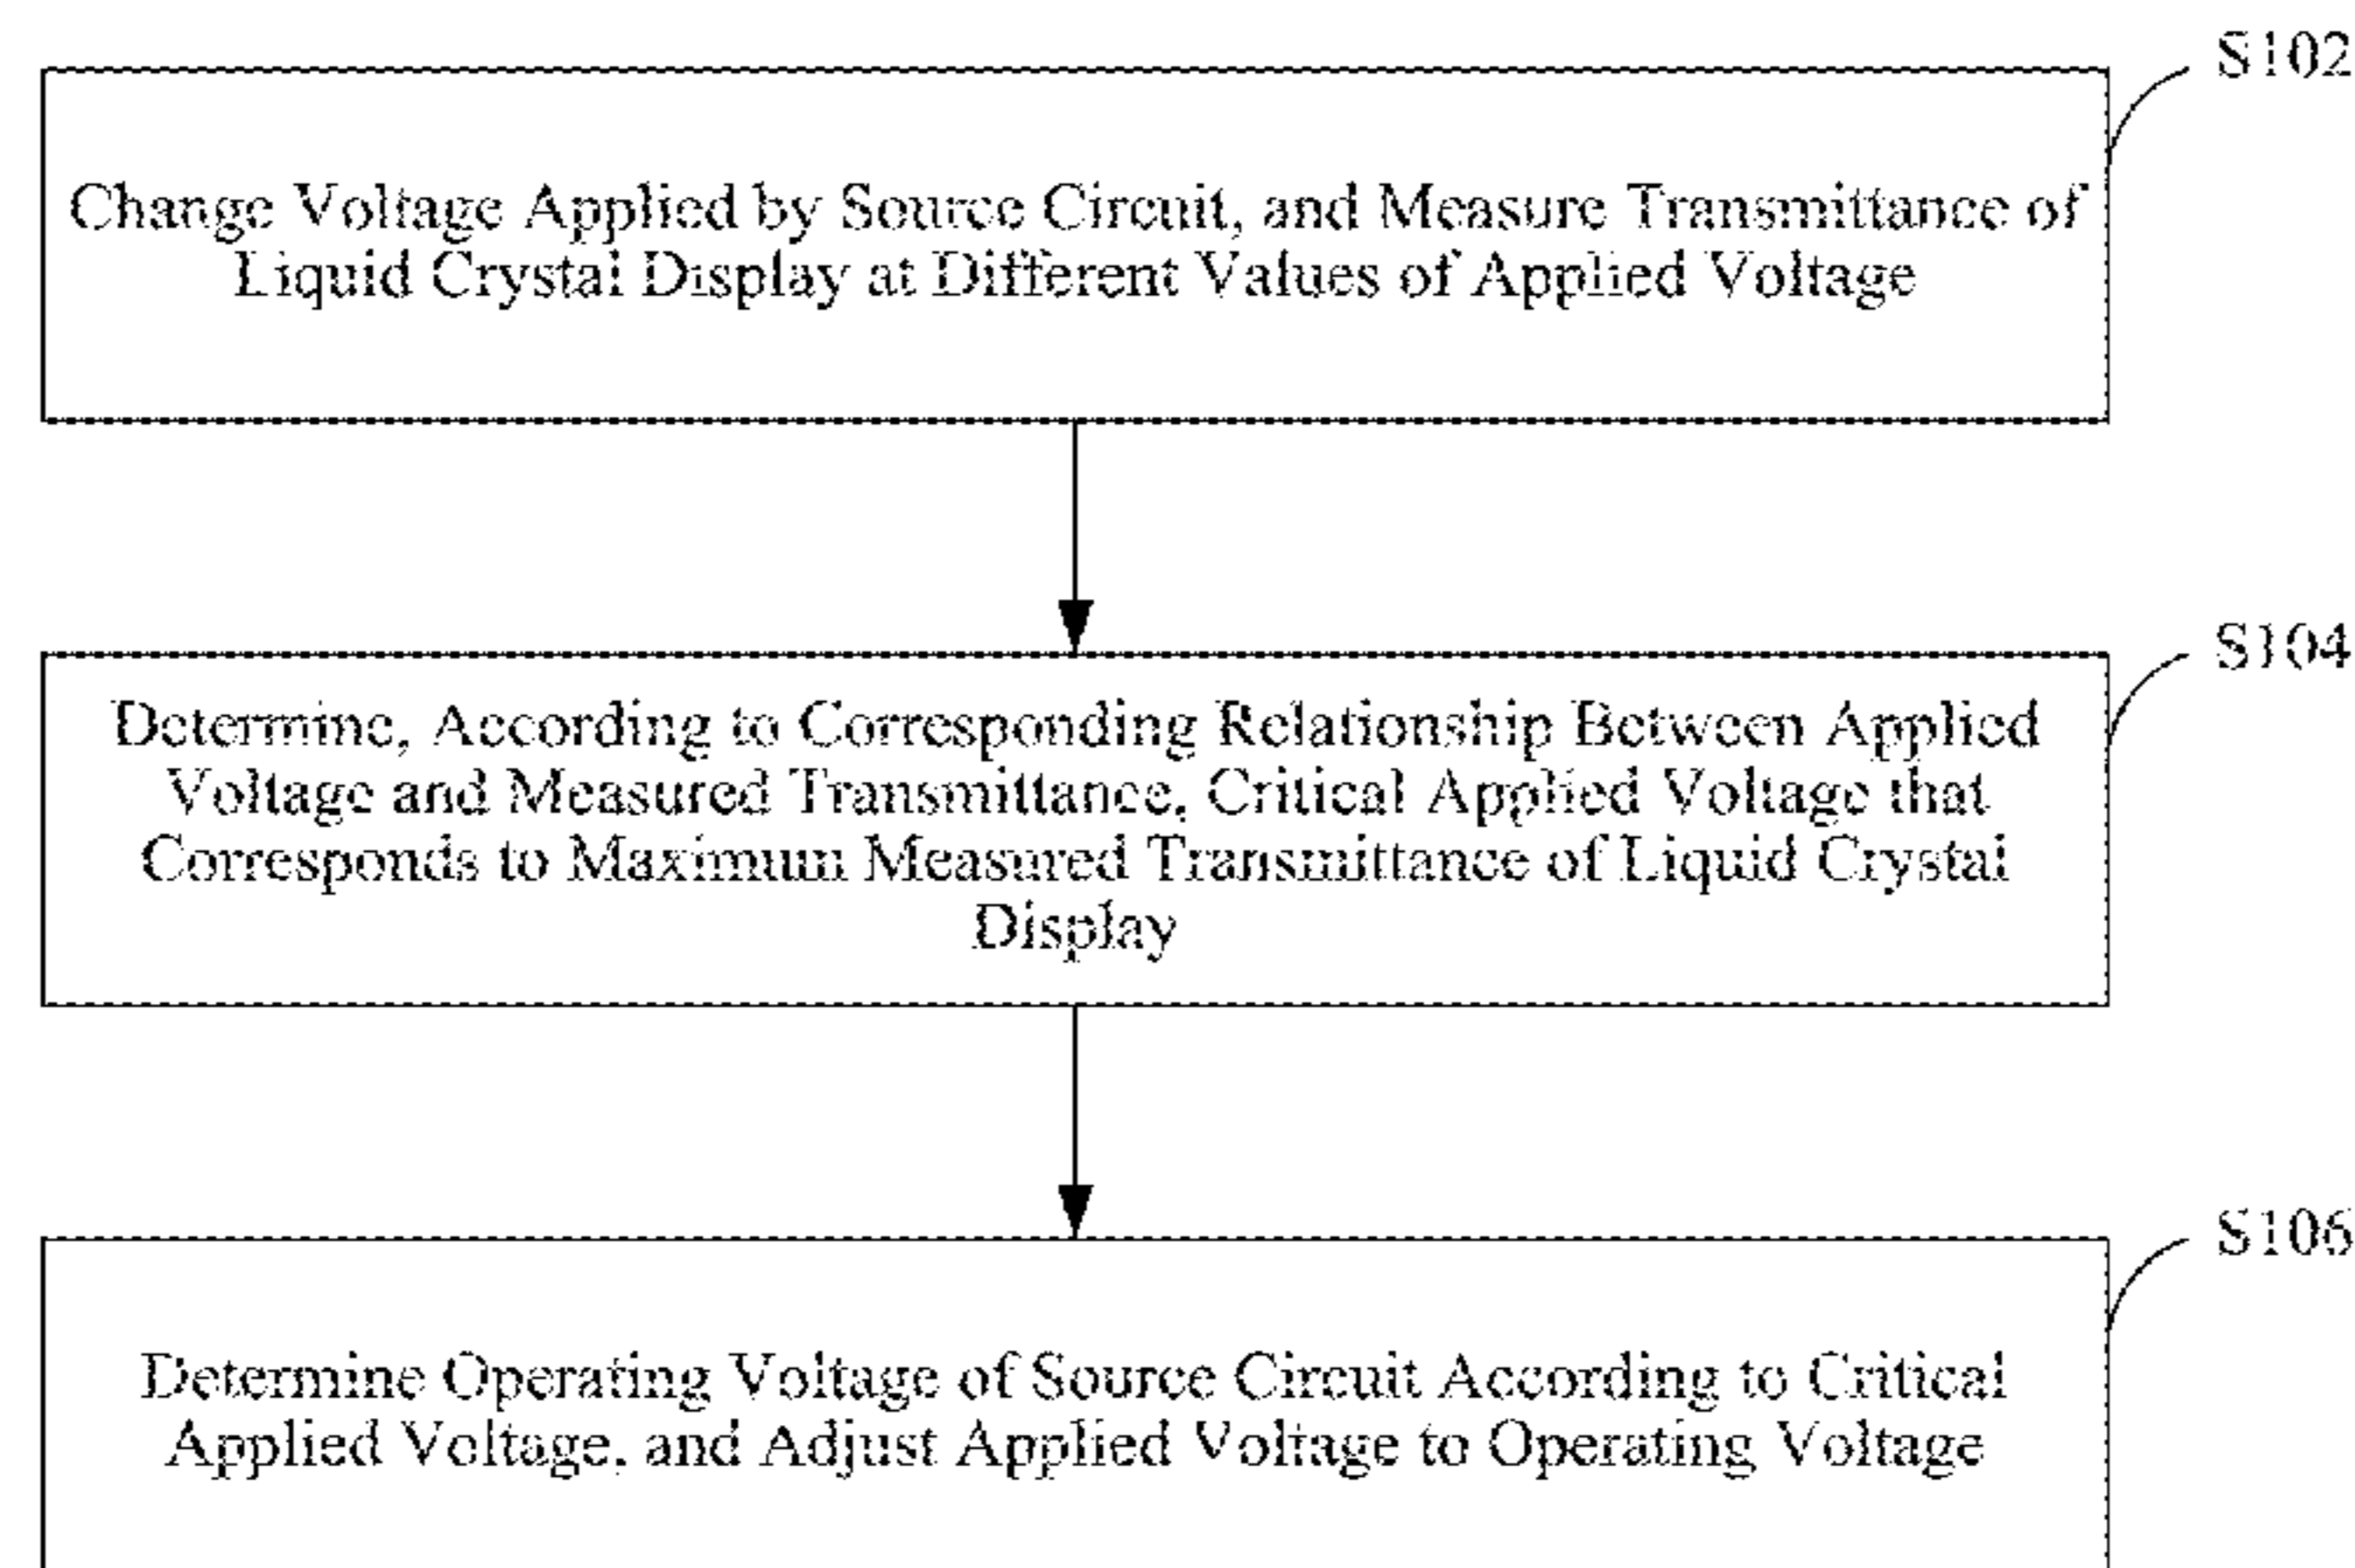 S102
Change Voltage Applied by Source Circuit, and Measure Transmittance of
Liquid Crystal Display at Different Values of Applied Voltage
S104
Determine, According to Corresponding Relationship Between Applied
Voltage and Measured Transmittance, Critical Applied Voltage that
Corresponds to Maximum Measured Transmittance of Liquid Crystal
Display
S106
Determine Operating Voltage of Source Circuit According to Critical
Applied Voltage, and Adjust Applied Voltage to Operating Voltage